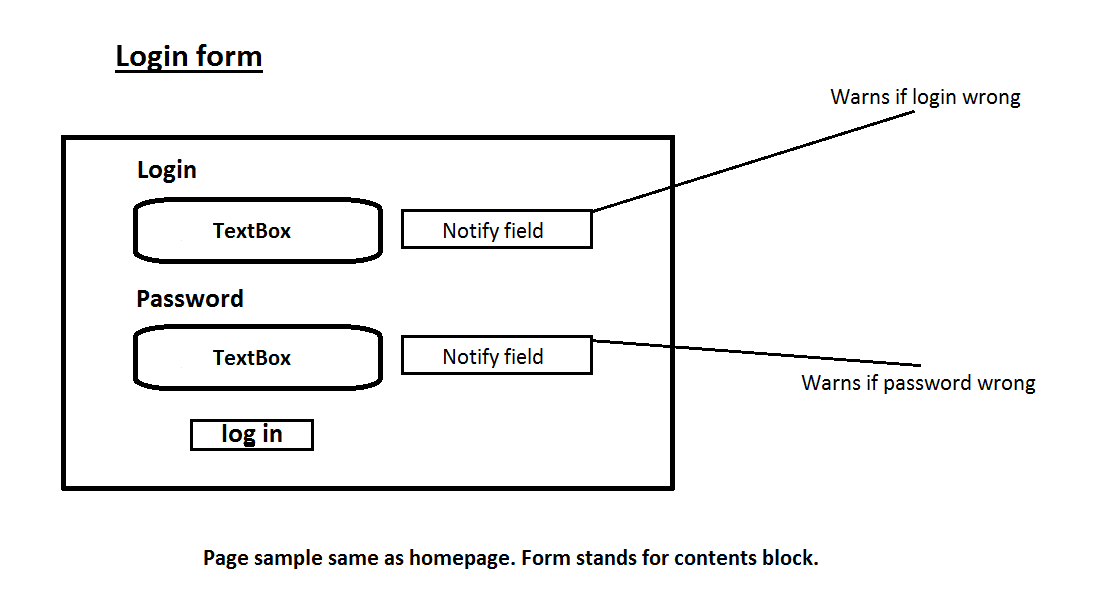 Login form
Warns if login wrong
Login
TextBox
Notify field
Password
TextBox
Notify field
Warns if password wrong
log in
Page sample same as homepage. Form stands for contents block.